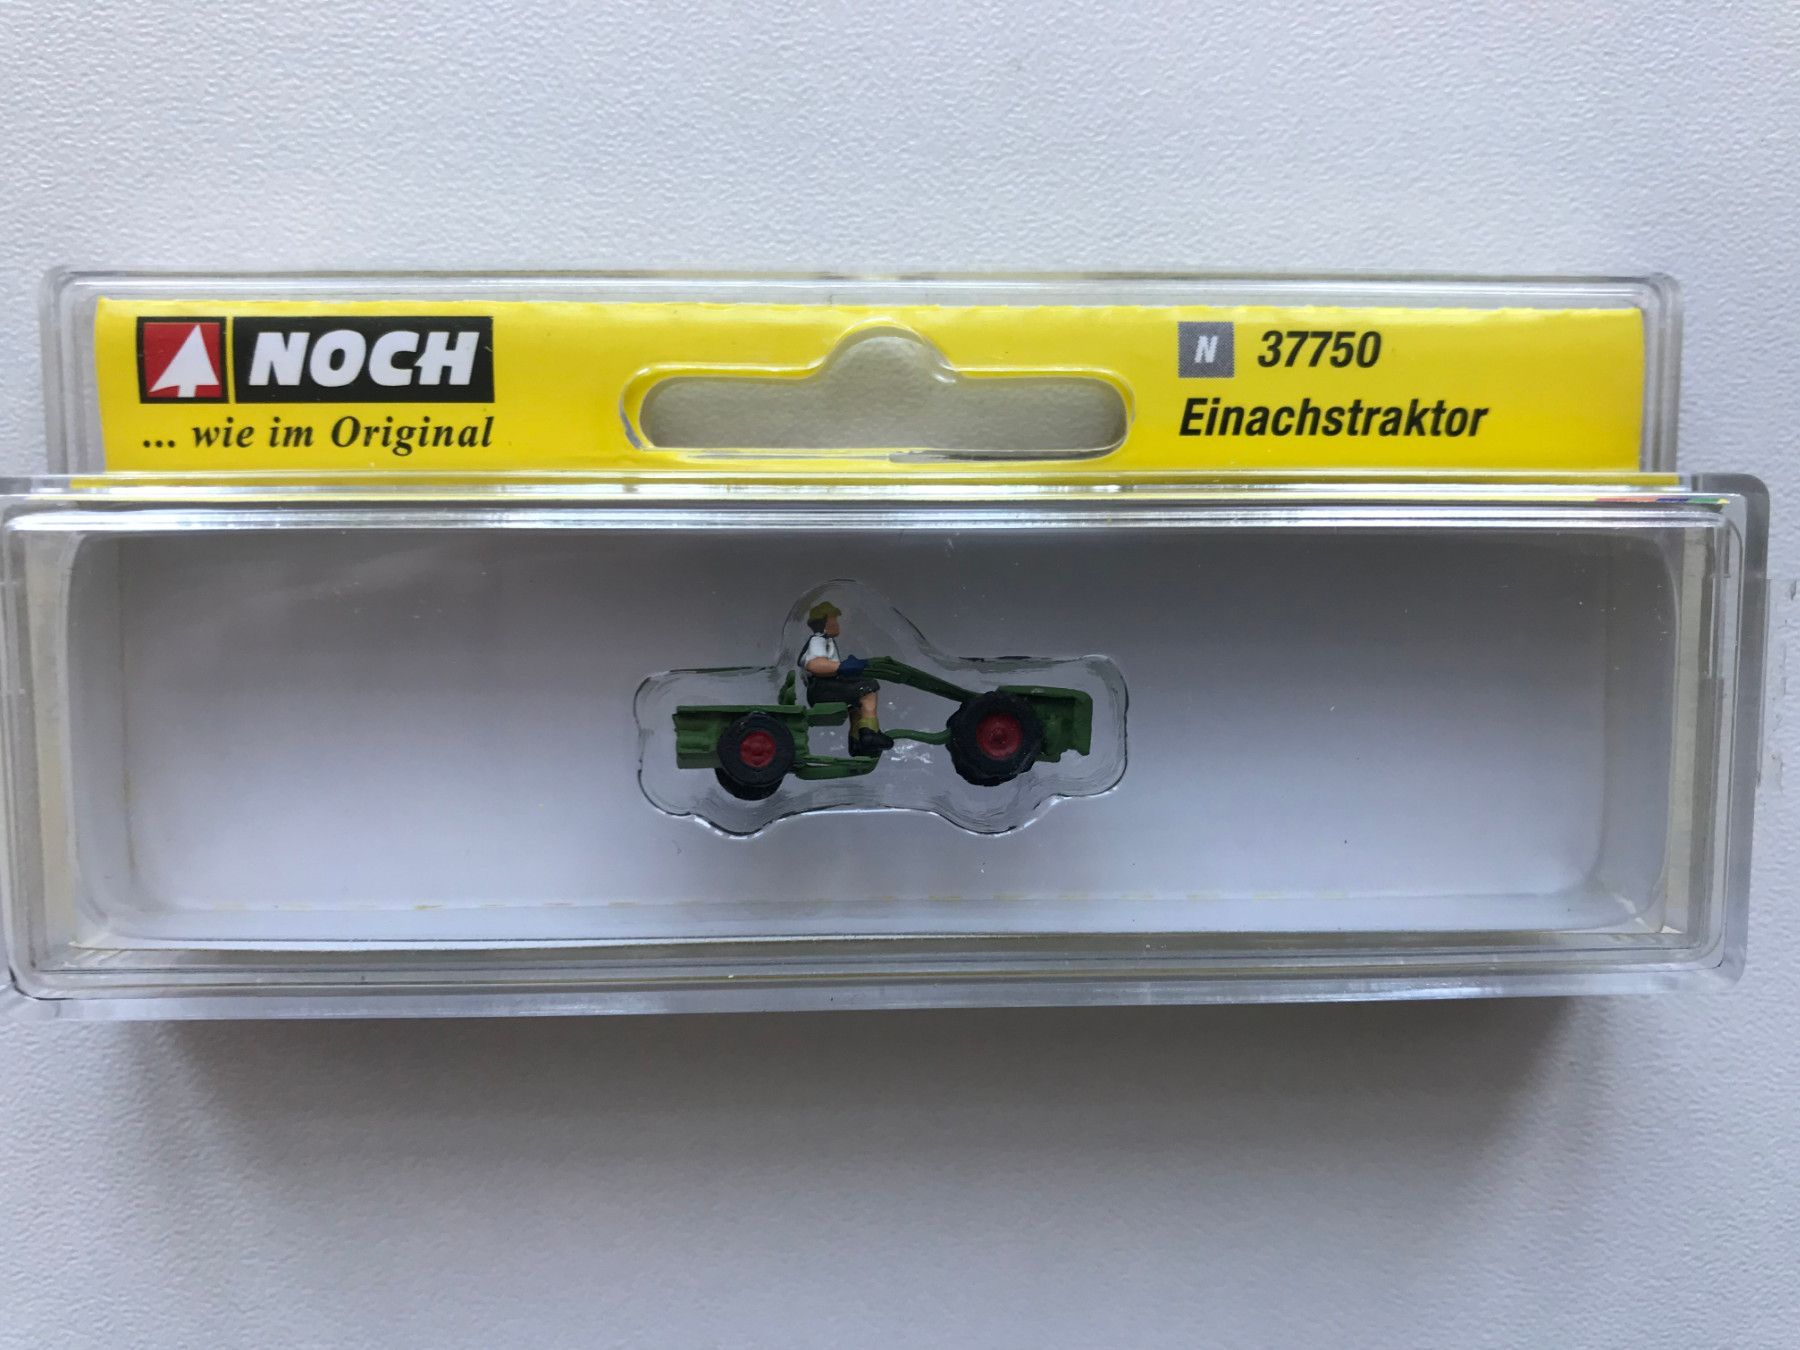 NOCH
... wie im Original
N 37750
Einachstraktor